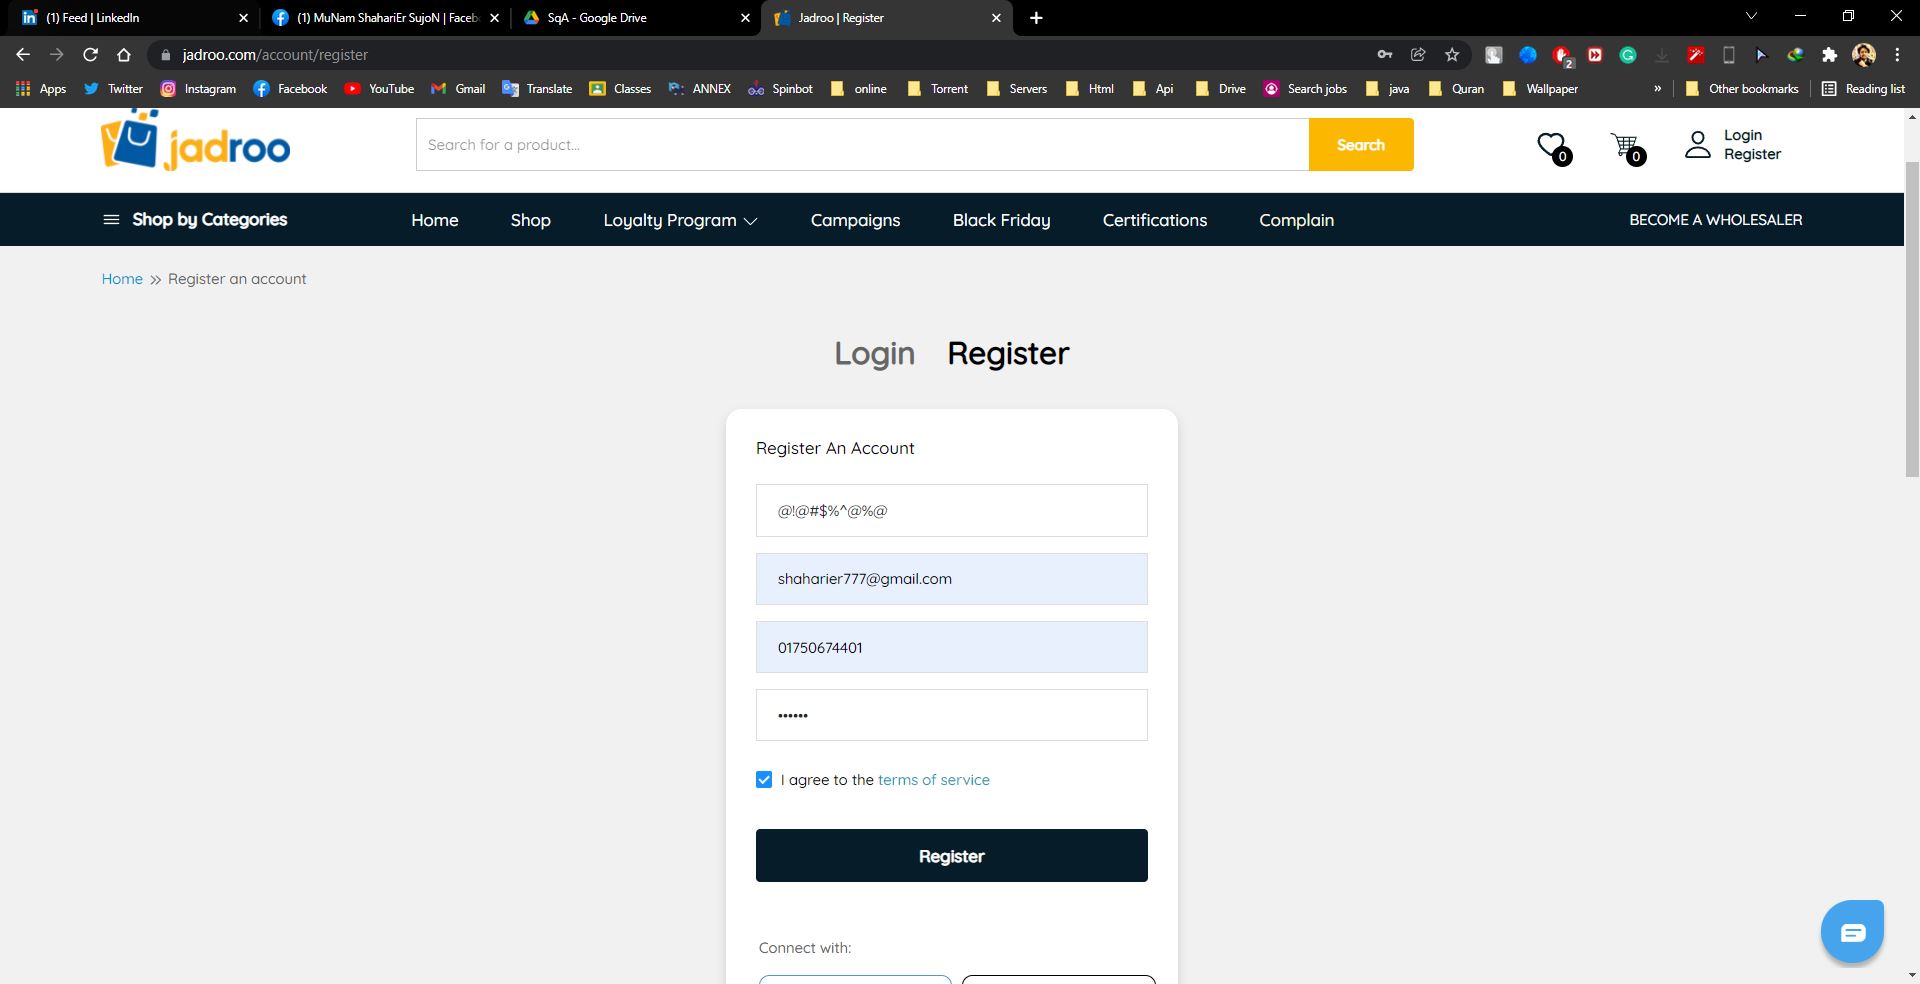 (1) Feed | LinkedIn
(1) MuNam ShahariEr SujoN | Faceb
SqA - Google Drive
Jadroo | Register
jadroo.com/account/register
2
Apps
Twitter
Instagram
Facebook
YouTube
Gmail
Translate
Classes
ANNEX
Spinbot
online
Torrent
Servers
Html
Api
Drive
Search jobs
java
Quran
Wallpaper
»
Other bookmarks
Reading list
jadroo
Search for a product...
Search
0
0
Login
Register
Shop by Categories
Home
Shop
Loyalty Program
Campaigns
Black Friday
Certifications
Complain
BECOME A WHOLESALER
Home » Register an account
Login Register
Register An Account
@!@#$%^@%@
shaharier777@gmail.com
01750674401
••••••
I agree to the terms of service
Register
Connect with: